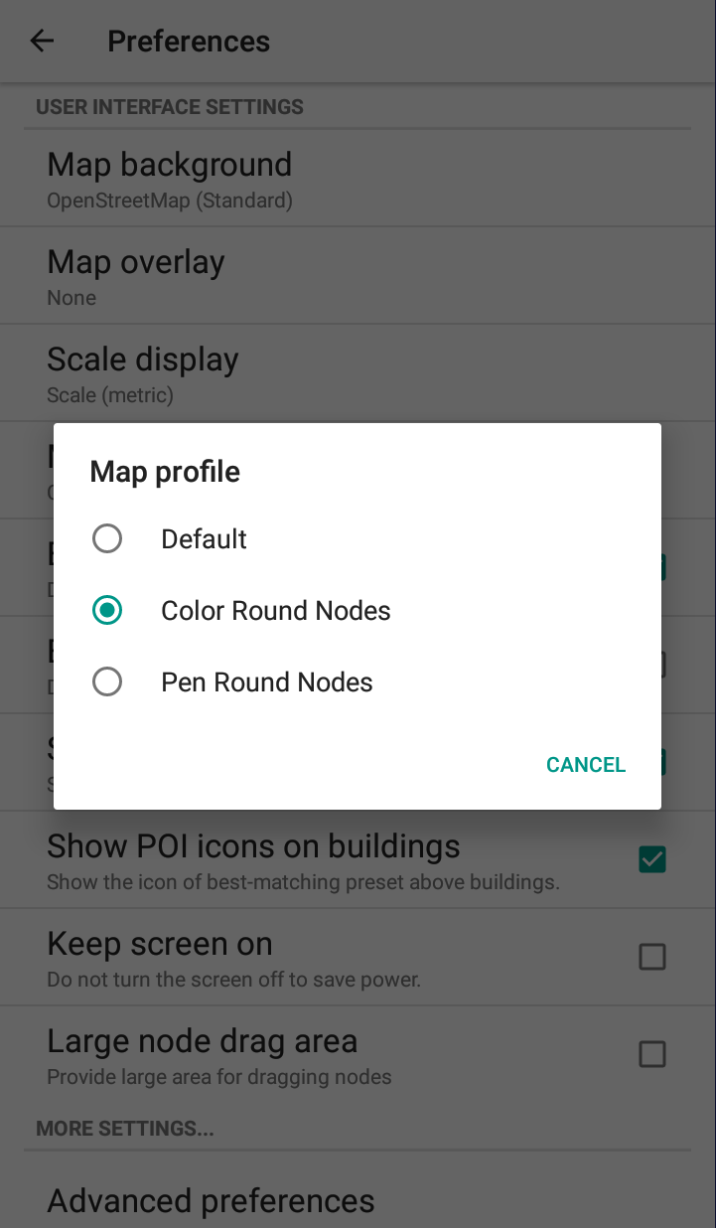 Preferences
USER INTERFACE SETTINGS
Map background
OpenStreetMap (Standard)
Map overlay
None
Scale display
Scale (metric)
Map profile
Default
Color Round Nodes
Pen Round Nodes
CANCEL
Show POI icons on buildings
Show the icon of best-matching preset above buildings.
Keep screen on
Do not turn the screen off to save power.
Large node drag area
Provide large area for dragging nodes
MORE SETTINGS...
Advanced preferences